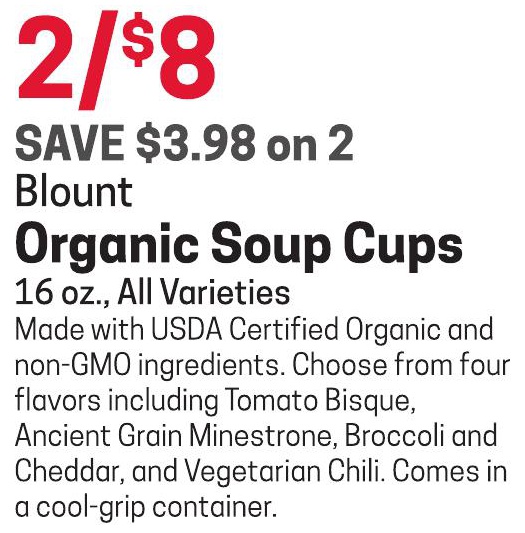 2/$8
SAVE $3.98 on 2
Blount
Organic Soup Cups
16 oz., All Varieties
Made with USDA Certified Organic and
non-GMO ingredients. Choose from four
flavors including Tomato Bisque,
Ancient Grain Minestrone, Broccoli and
Cheddar, and Vegetarian Chili. Comes in
a cool-grip container.